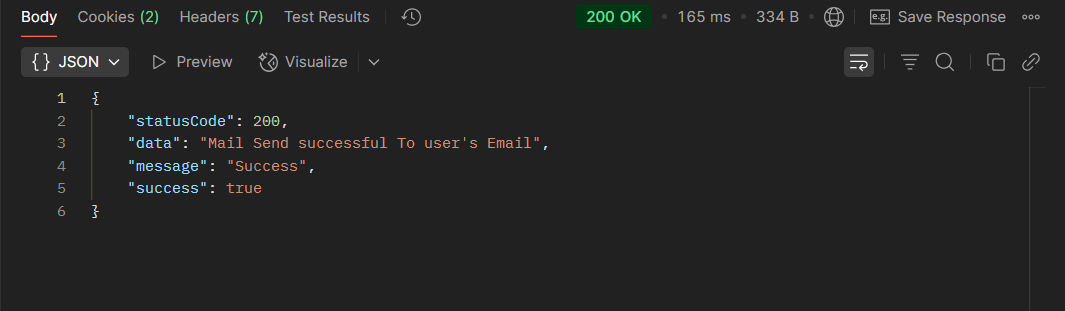 Body Cookies (2) Headers (7) Test Results 200 OK • 165 ms • 334 B • e.g. Save Response
{} JSON Preview Visualize
1 {
2 "statusCode": 200,
3 "data": "Mail Send successful To user's Email",
4 "message": "Success",
5 "success": true
6 }